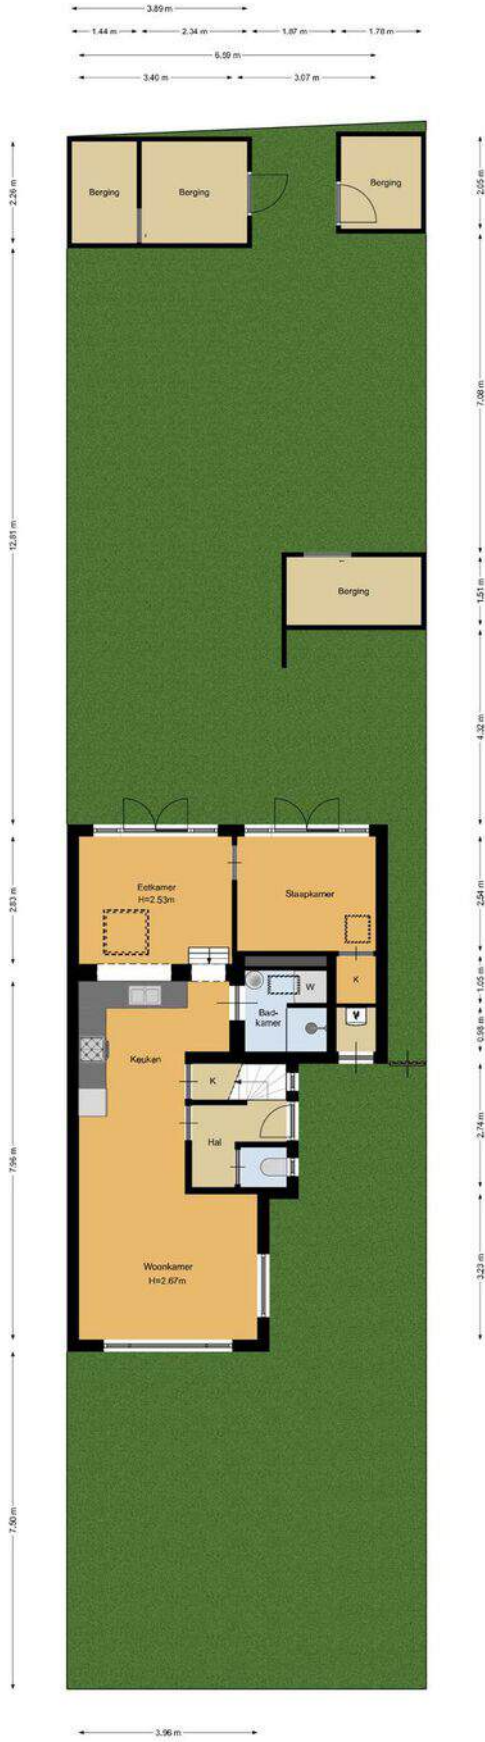 3.89 m
1.44 m
2.34 m
1.87 m
1.78 m
6.59 m
3.40 m
3.07 m
2.26 m
Berging
Berging
Berging
2.05 m
7.08 m
12.81 m
Berging
1.51 m
4.32 m
2.83 m
Eetkamer
H=2.53m
Slaapkamer
2.54 m
K
1.05 m
W
Bad-
kamer
0.98 m
Keuken
K
Hal
2.74 m
7.96 m
Woonkamer
H=2.67m
3.23 m
7.50 m
3.96 m